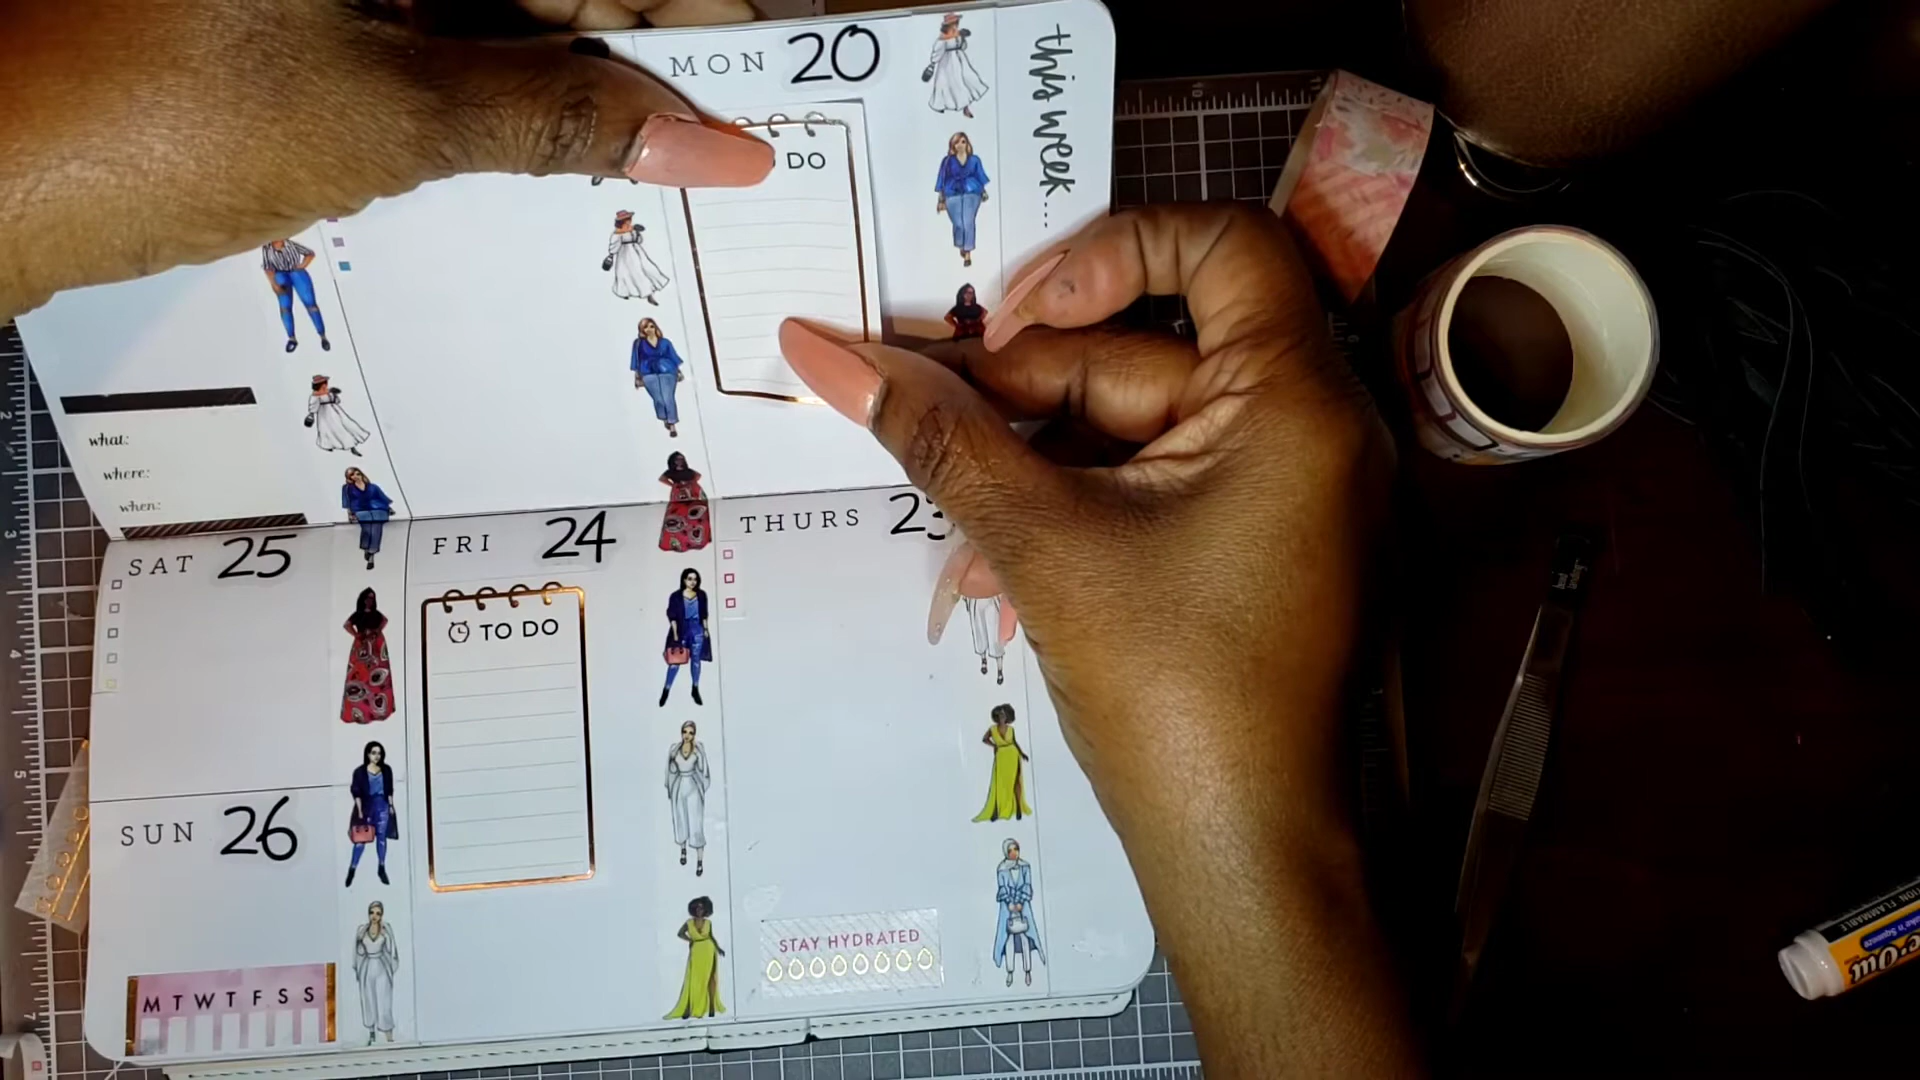 MON 20
this week...
DO
what:
where:
when:
SAT 25
FRI 24
THURS 23
TO DO
SUN 26
STAY HYDRATED
M T W T F S S